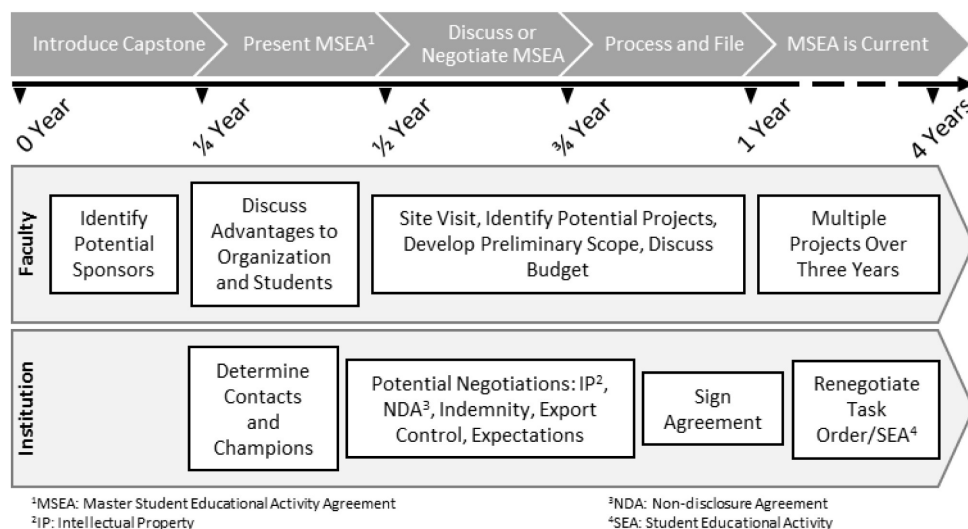 Introduce Capstone
Present MSEA¹
Discuss or
Negotiate MSEA
Process and File
MSEA is Current
0 Year
¼ Year
½ Year
¾ Year
1 Year
4 Years
Faculty
Identify
Potential
Sponsors
Discuss
Advantages to
Organization
and Students
Site Visit, Identify Potential Projects,
Develop Preliminary Scope, Discuss
Budget
Multiple
Projects Over
Three Years
Institution
Determine
Contacts
and
Champions
Potential Negotiations: IP²,
NDA³, Indemnity, Export
Control, Expectations
Sign
Agreement
Renegotiate
Task
Order/SEA⁴
¹MSEA: Master Student Educational Activity Agreement
²IP: Intellectual Property
³NDA: Non-disclosure Agreement
⁴SEA: Student Educational Activity